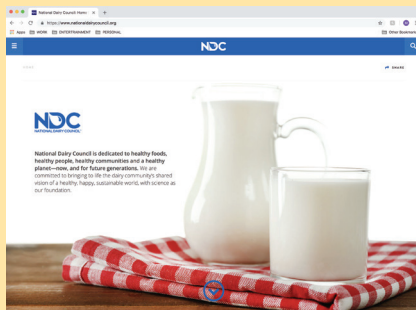 National Dairy Council Home
https://www.nationaldairycouncil.org
Apps WORK ENTERTAINMENT PERSONAL Other Bookmarks
NDC
HOME SHARE
NDC
NATIONAL DAIRY COUNCIL
National Dairy Council is dedicated to healthy foods,
healthy people, healthy communities and a healthy
planet—now, and for future generations. We are
committed to bringing to life the dairy community's shared
vision of a healthy, happy, sustainable world, with science as
our foundation.